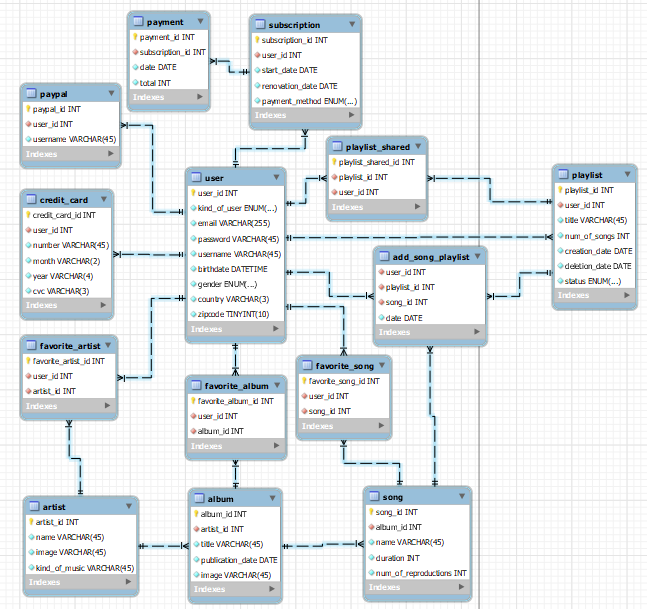 payment
payment_id INT
subscription_id INT
date DATE
total INT
Indexes
subscription
subscription_id INT
user_id INT
start_date DATE
renovation_date DATE
payment_method ENUM(...)
Indexes
paypal
paypal_id INT
user_id INT
username VARCHAR(45)
Indexes
playlist_shared
playlist_shared_id INT
playlist_id INT
user_id INT
Indexes
user
user_id INT
kind_of_user ENUM(...)
email VARCHAR(255)
password VARCHAR(45)
username VARCHAR(45)
birthdate DATETIME
gender ENUM(...)
country VARCHAR(3)
zipcode TINYINT(10)
Indexes
playlist
playlist_id INT
user_id INT
title VARCHAR(45)
num_of_songs INT
creation_date DATE
deletion_date DATE
status ENUM(...)
Indexes
credit_card
credit_card_id INT
user_id INT
number VARCHAR(45)
month VARCHAR(2)
year VARCHAR(4)
cvc VARCHAR(3)
Indexes
add_song_playlist
user_id INT
playlist_id INT
song_id INT
date DATE
Indexes
favorite_artist
favorite_artist_id INT
user_id INT
artist_id INT
Indexes
favorite_album
favorite_album_id INT
user_id INT
album_id INT
Indexes
favorite_song
favorite_song_id INT
user_id INT
song_id INT
Indexes
artist
artist_id INT
name VARCHAR(45)
image VARCHAR(45)
kind_of_music VARCHAR(45)
Indexes
album
album_id INT
artist_id INT
title VARCHAR(45)
publication_date DATE
image VARCHAR(45)
Indexes
song
song_id INT
album_id INT
name VARCHAR(45)
duration INT
num_of_reproductions INT
Indexes